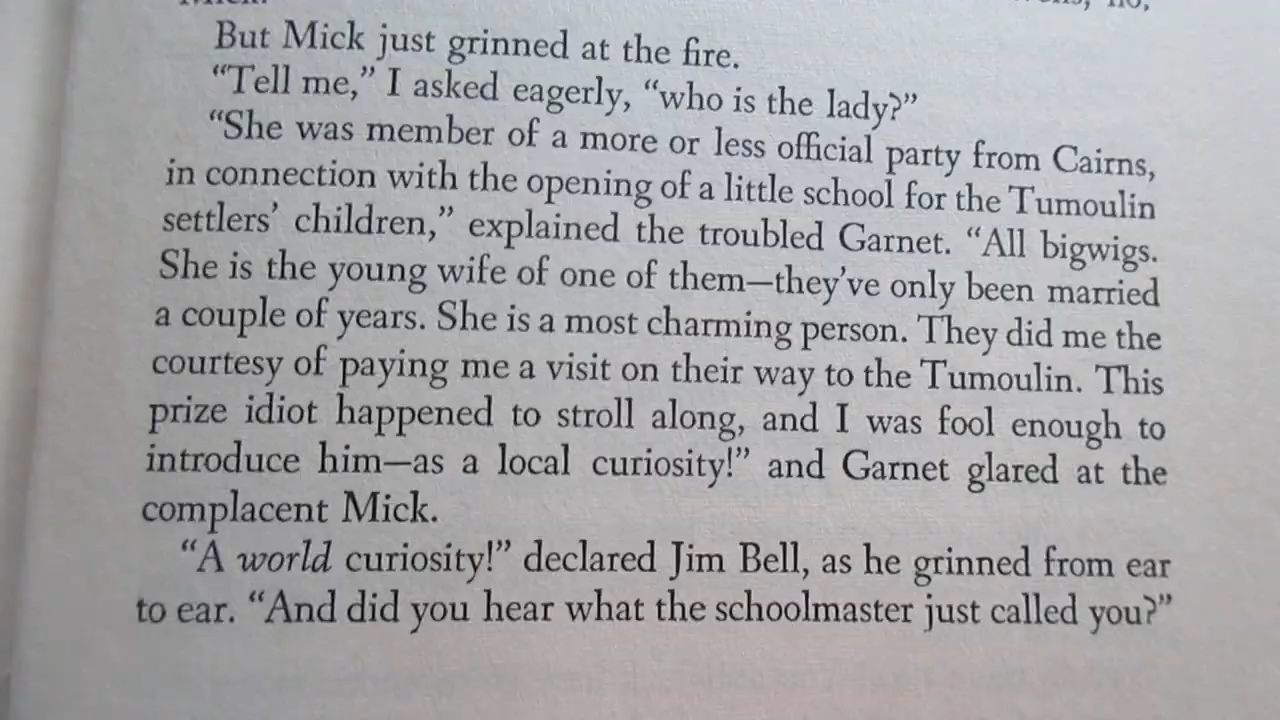 But Mick just grinned at the fire.
“Tell me,” I asked eagerly, “who is the lady?”
“She was member of a more or less official party from Cairns,
in connection with the opening of a little school for the Tumoulin
settlers’ children,” explained the troubled Garnet. “All bigwigs.
She is the young wife of one of them—they’ve only been married
a couple of years. She is a most charming person. They did me the
courtesy of paying me a visit on their way to the Tumoulin. This
prize idiot happened to stroll along, and I was fool enough to
introduce him—as a local curiosity!” and Garnet glared at the
complacent Mick.
“A world curiosity!” declared Jim Bell, as he grinned from ear
to ear. “And did you hear what the schoolmaster just called you?”